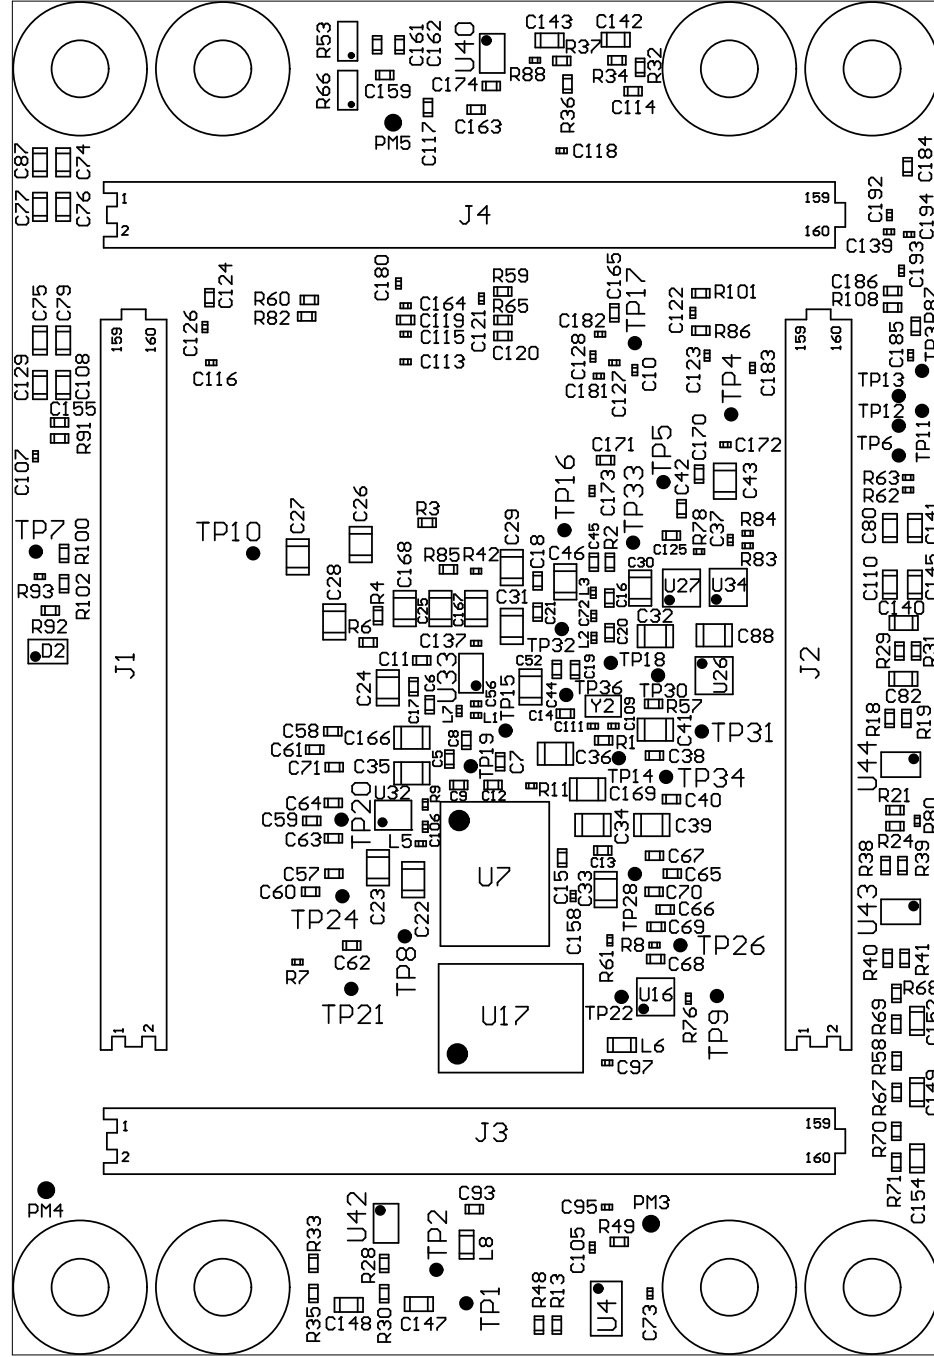 R53
C161
C162
U40
C143
C142
R37
R32
R88
R34
R66
C159
C174
R36
C114
C117
C163
PM5
C118
C87
C74
C184
C77
C76
1
2
J4
159
160
C192
C194
C139
C193
C124
C180
R59
C165
TP17
C186
R108
R87
R60
R82
C126
C164
C119
C115
C121
R65
C120
C182
C122
R101
R86
C185
TP3
C75
C79
159
160
C116
C113
C128
C181
C127
C10
C123
TP4
C183
159
160
TP13
TP12
TP11
TP6
C129
C108
C155
R91
C107
C171
C173
TP5
C170
C172
C42
C43
R63
R62
TP16
TP33
TP7
R100
TP10
C27
C26
R3
C29
C18
C46
C45
R2
C125
R78
C37
R84
R83
C80
C141
R93
R102
R92
D2
C28
R4
C168
R85
R42
C25
C167
C31
C21
L3
C16
C30
U27
U34
C110
C145
C140
J1
R6
C137
TP32
C72
L2
C20
C32
C88
J2
R29
R31
C11
U33
C52
C19
TP18
TP30
U26
C82
C24
C17
C6
L7
C56
L1
TP15
C44
TP36
C14
Y2
C111
C109
R57
C41
TP31
R18
R19
C58
C61
C166
C8
C71
C35
C5
TP19
C7
C36
R1
C38
TP14
TP34
U44
C64
C59
C63
TP20
U32
R9
C9
C12
R11
C169
C40
R21
R80
R24
L5
C106
C34
C39
C57
C60
C23
C22
U7
C15
C13
C67
C65
R38
R39
TP24
C33
C158
TP28
C70
C66
U43
C62
TP8
C69
R61
R8
C68
TP26
R40
R41
R7
TP21
U17
TP22
U16
R76
TP9
R68
R69
C152
1
2
L6
C97
1
2
R58
R67
C149
1
2
J3
159
160
R70
R71
C154
PM4
U42
C93
C95
PM3
R33
R28
TP2
L8
C105
R49
R35
C148
R30
C147
TP1
R48
R13
U4
C73